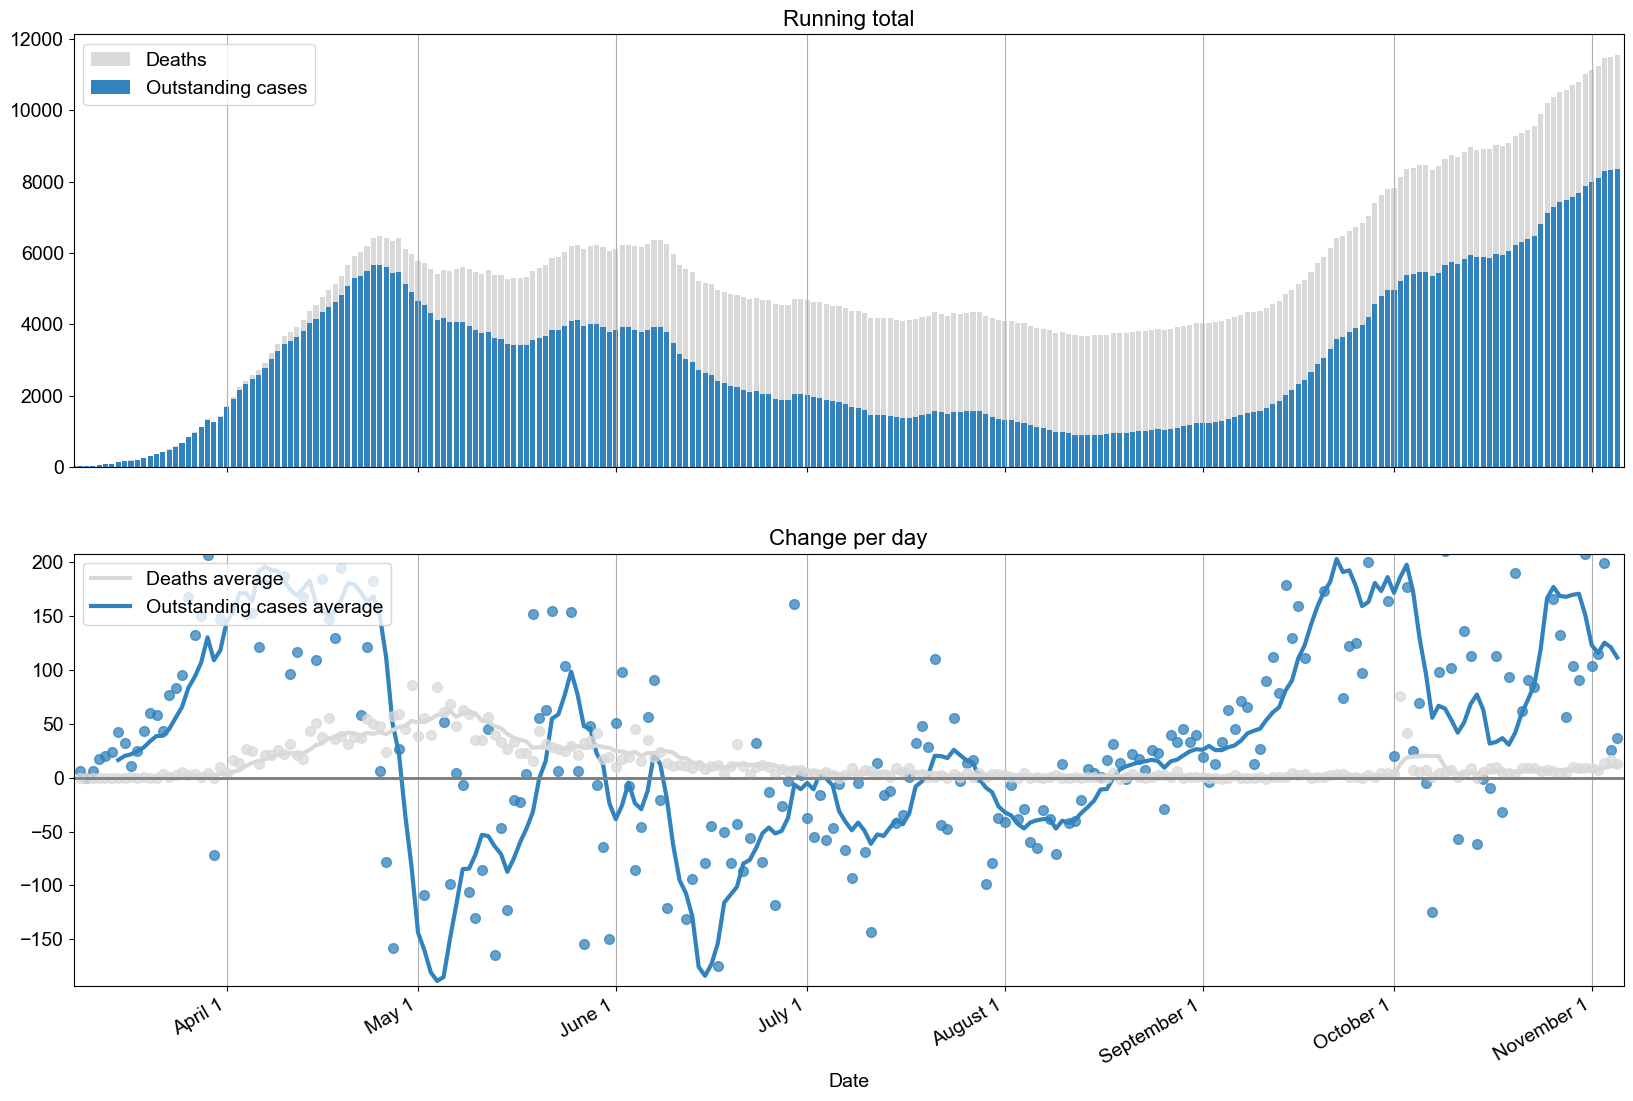 Running total
12000
10000
8000
6000
4000
2000
0
Deaths
Outstanding cases
Change per day
200
150
100
50
0
−50
−100
−150
Deaths average
Outstanding cases average
April 1
May 1
June 1
July 1
August 1
September 1
October 1
November 1
Date